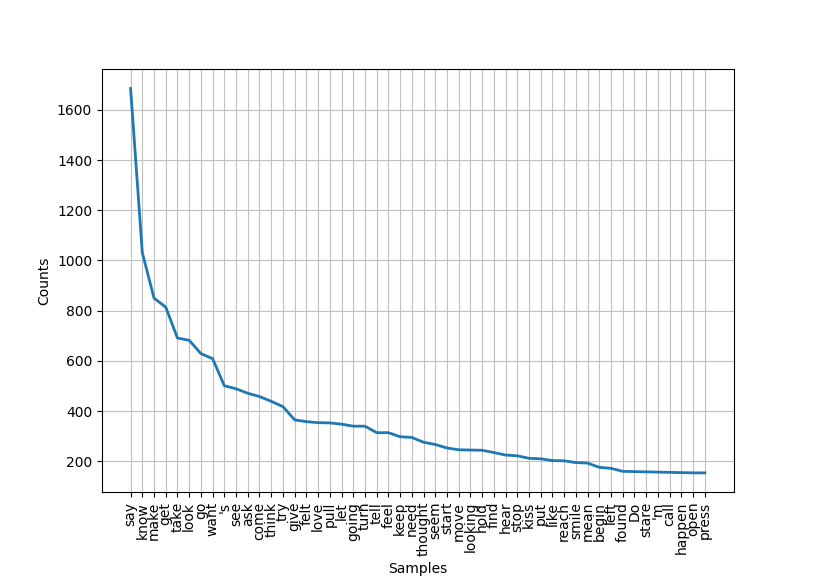 1600
1400
1200
1000
800
600
400
200
Counts
say
know
make
get
take
look
go
want
's
see
ask
come
think
try
give
felt
love
pull
let
going
turn
tell
feel
keep
need
thought
seem
start
move
looking
hold
find
hear
stop
kiss
put
like
reach
smile
mean
begin
left
found
Do
stare
'm
call
happen
open
press
Samples